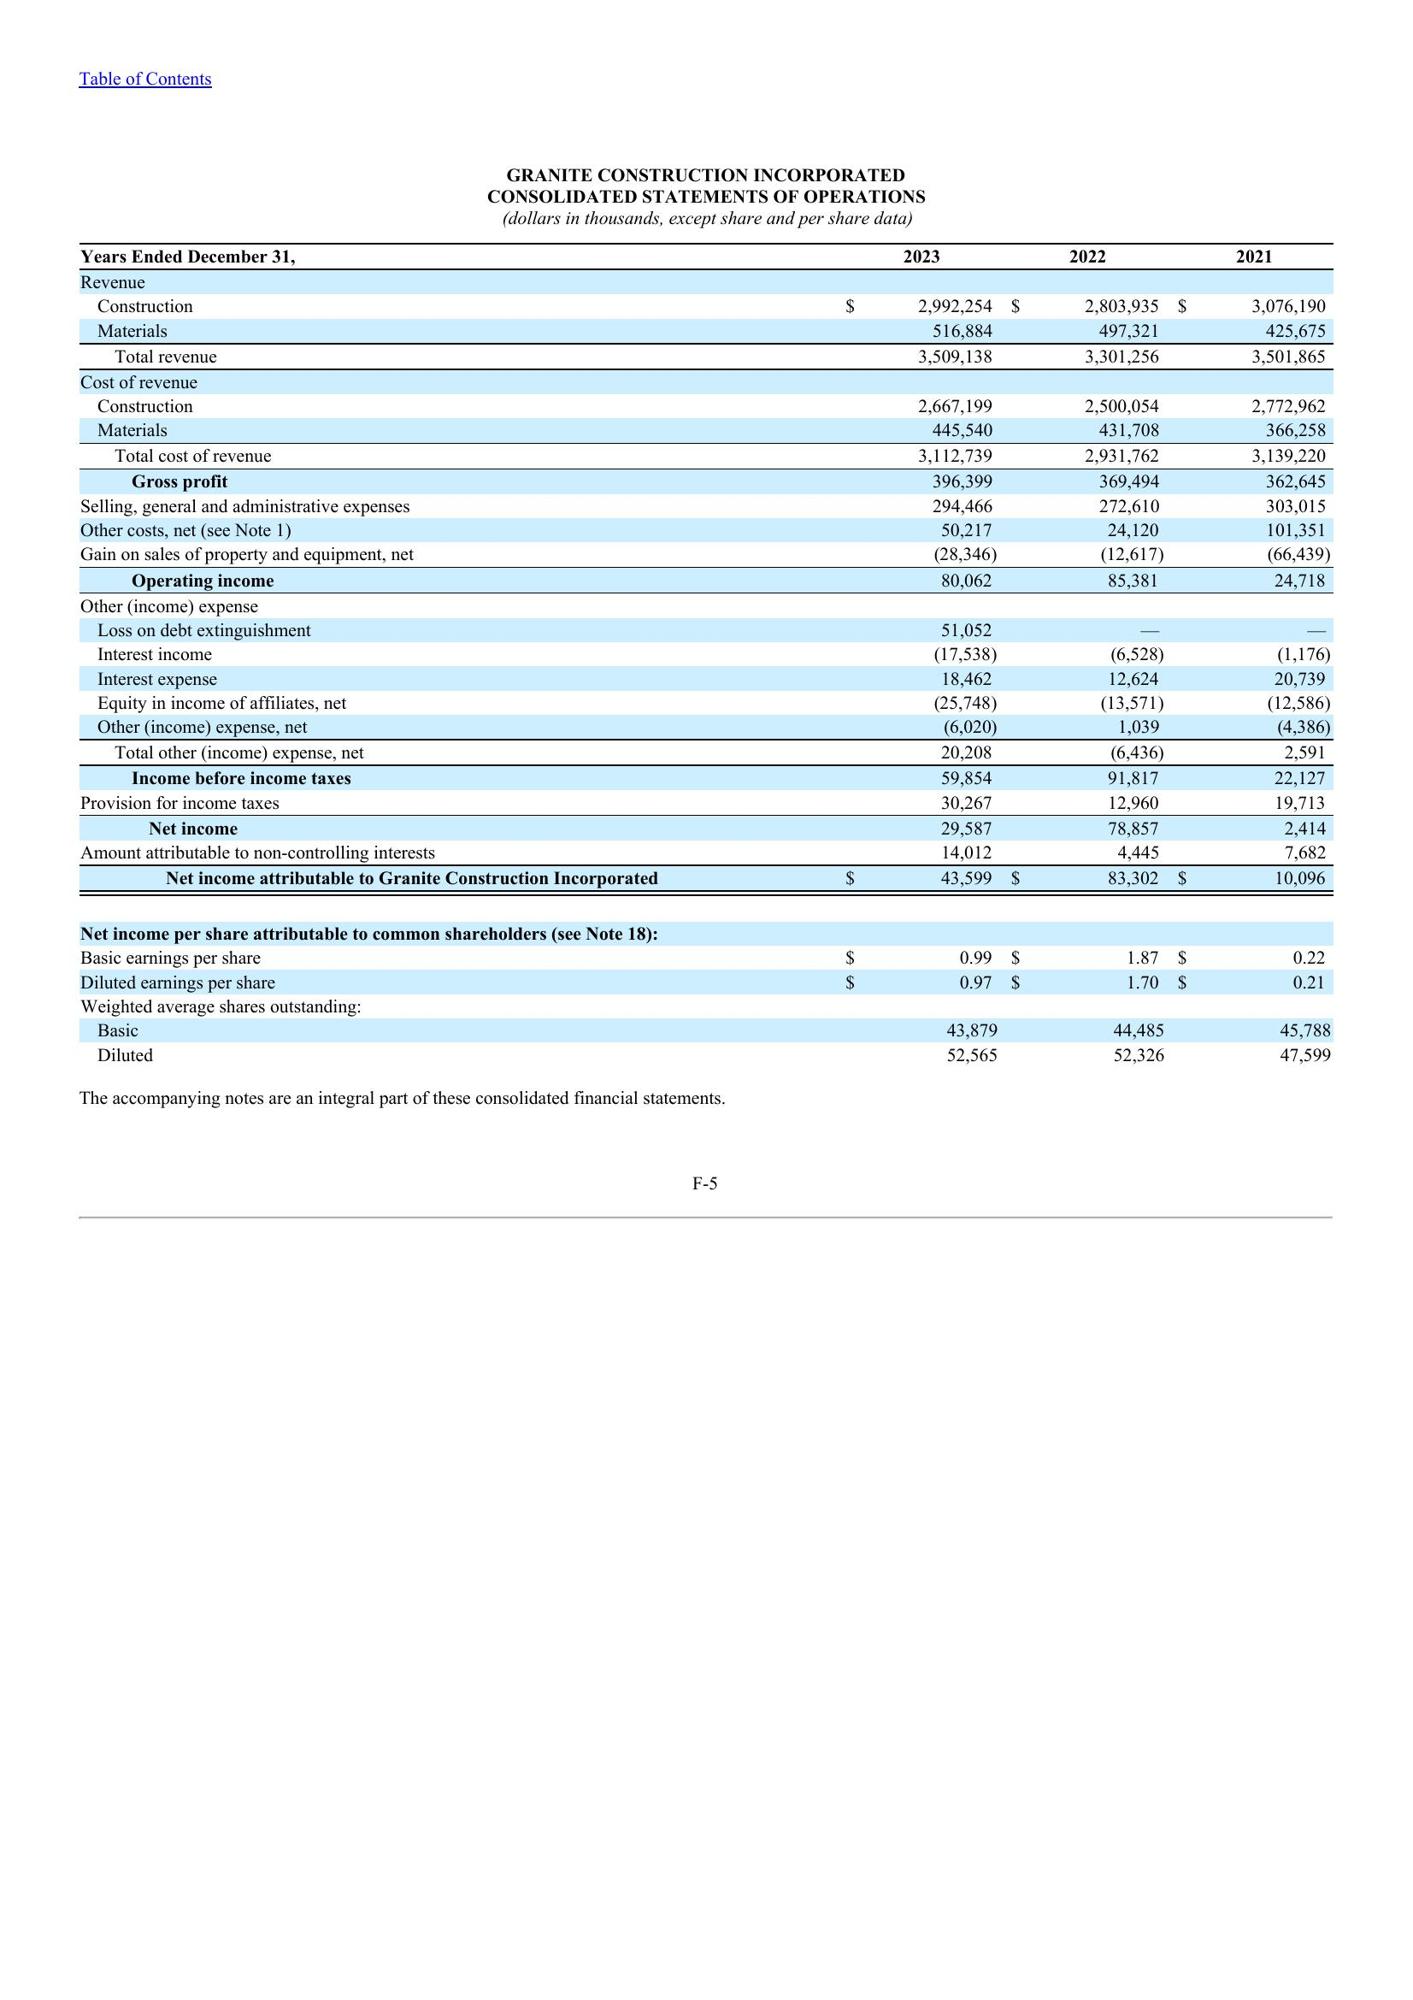 Table of Contents
GRANITE CONSTRUCTION INCORPORATED
CONSOLIDATED STATEMENTS OF OPERATIONS
(dollars in thousands, except share and per share data)
Years Ended December 31, 2023 2022 2021
Revenue
Construction $ 2,992,254 $ 2,803,935 $ 3,076,190
Materials 516,884 497,321 425,675
Total revenue 3,509,138 3,301,256 3,501,865
Cost of revenue
Construction 2,667,199 2,500,054 2,772,962
Materials 445,540 431,708 366,258
Total cost of revenue 3,112,739 2,931,762 3,139,220
Gross profit 396,399 369,494 362,645
Selling, general and administrative expenses 294,466 272,610 303,015
Other costs, net (see Note 1) 50,217 24,120 101,351
Gain on sales of property and equipment, net (28,346) (12,617) (66,439)
Operating income 80,062 85,381 24,718
Other (income) expense
Loss on debt extinguishment 51,052 — —
Interest income (17,538) (6,528) (1,176)
Interest expense 18,462 12,624 20,739
Equity in income of affiliates, net (25,748) (13,571) (12,586)
Other (income) expense, net (6,020) 1,039 (4,386)
Total other (income) expense, net 20,208 (6,436) 2,591
Income before income taxes 59,854 91,817 22,127
Provision for income taxes 30,267 12,960 19,713
Net income 29,587 78,857 2,414
Amount attributable to non-controlling interests 14,012 4,445 7,682
Net income attributable to Granite Construction Incorporated $ 43,599 $ 83,302 $ 10,096
Net income per share attributable to common shareholders (see Note 18):
Basic earnings per share $ 0.99 $ 1.87 $ 0.22
Diluted earnings per share $ 0.97 $ 1.70 $ 0.21
Weighted average shares outstanding:
Basic 43,879 44,485 45,788
Diluted 52,565 52,326 47,599
The accompanying notes are an integral part of these consolidated financial statements.
F-5